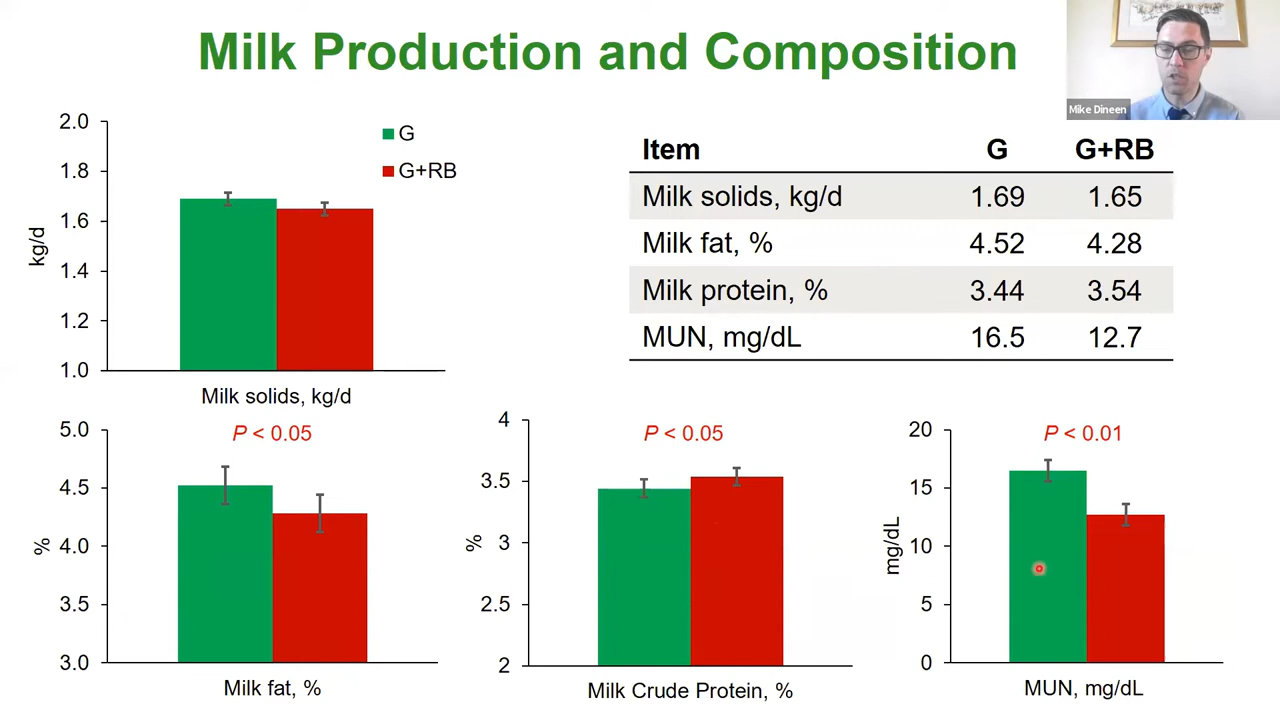 Milk Production and Composition
Mike Dineen
2.0
1.8
1.6
1.4
1.2
1.0
kg/d
G
G+RB
Milk solids, kg/d
Item G G+RB
Milk solids, kg/d 1.69 1.65
Milk fat, % 4.52 4.28
Milk protein, % 3.44 3.54
MUN, mg/dL 16.5 12.7
5.0
4.5
4.0
3.5
3.0
%
P < 0.05
Milk fat, %
4
3.5
3
2.5
2
%
P < 0.05
Milk Crude Protein, %
20
15
10
5
0
mg/dL
P < 0.01
MUN, mg/dL